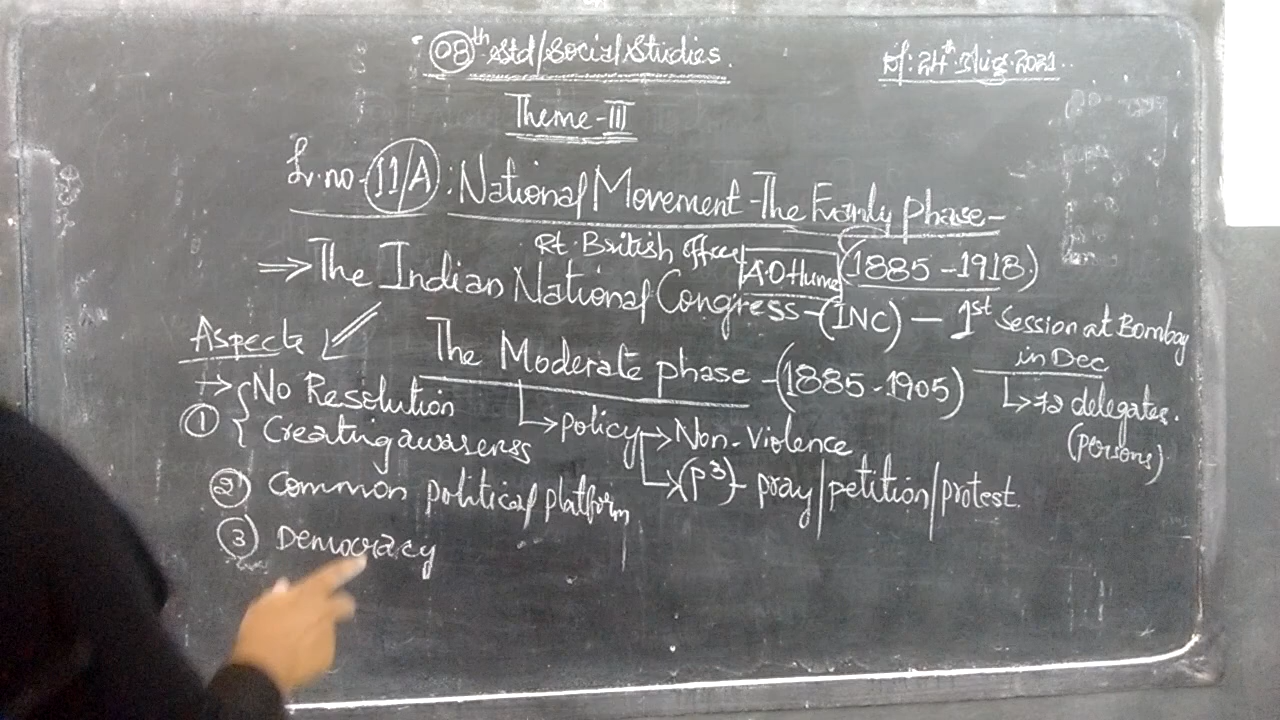 08th Std/Social Studies.
Dt: 24th Aug. 2021..
Theme-III
Lr.no-11/A: National Movement-The Early phase-
(1885-1918)
Rt. British officer A.O Hume
⇒ The Indian National Congress-(INC) - 1st Session at Bombay
in Dec
↳ 72 delegates.
(persons)
Aspects
The Moderate phase-(1885-1905)
→ No Resolution
① Creating awarenss
↳ policy → Non-Violence
↳ (P3)- pray/petition/protest.
② Common political platform
③ Democracy